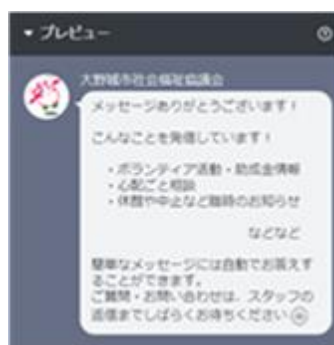 プレビュー
大野城市社会福祉協議会
メッセージありがとうございます！
こんなことを発信しています！
・ボランティア活動・助成金情報
・心配ごと相談
・休館や中止など臨時のお知らせ
などなど
簡単なメッセージには自動でお答えす
ることができます。
ご質問・お問い合わせは、スタッフの
返信までしばらくお待ちください